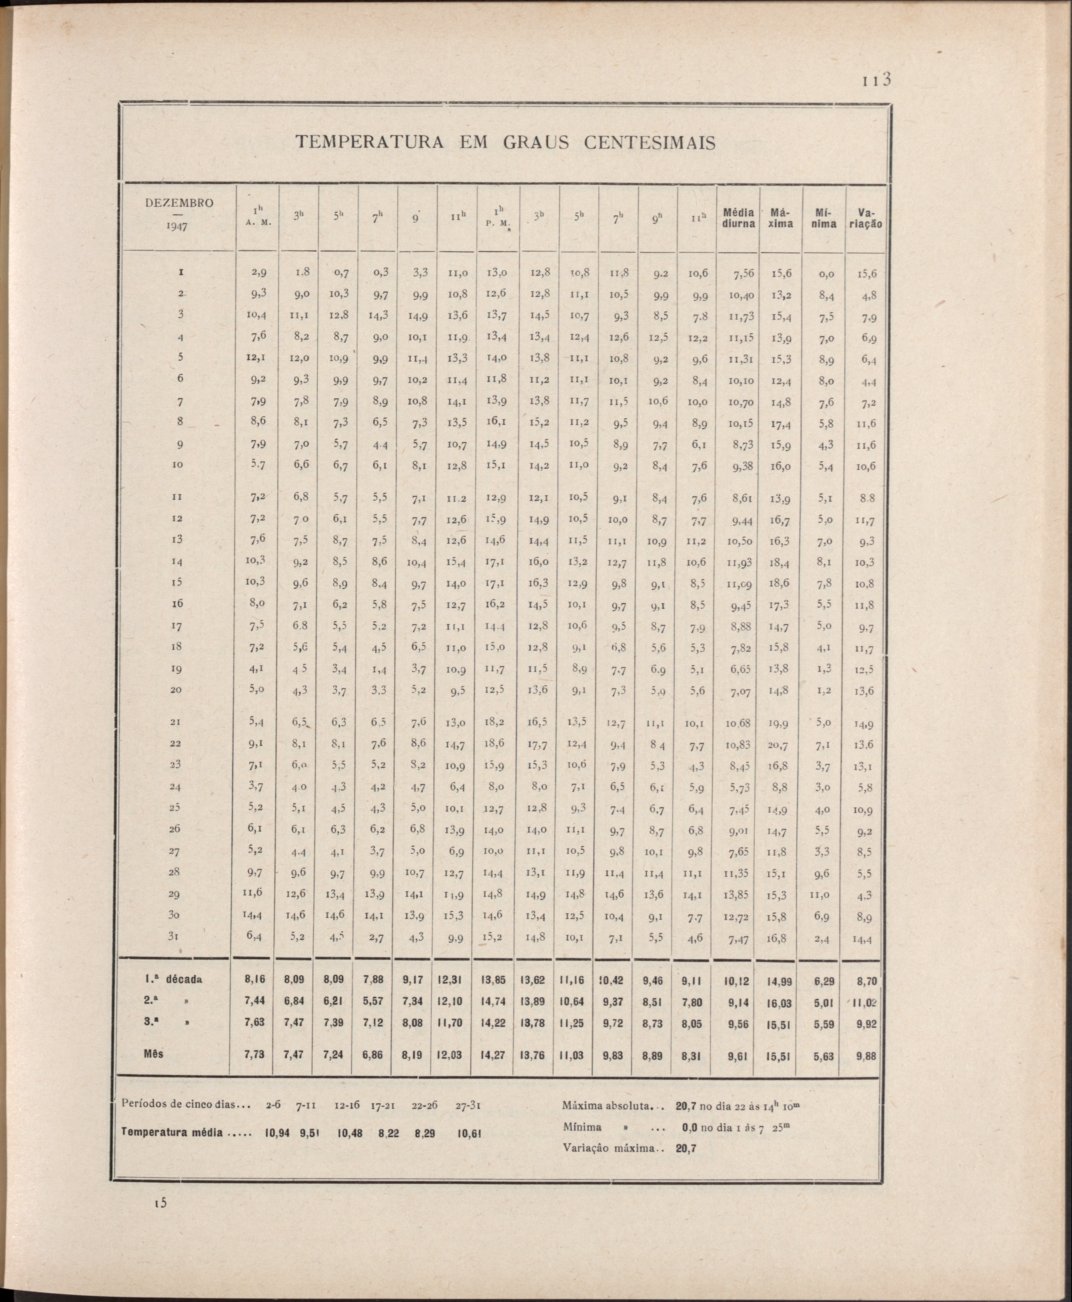 113
TEMPERATURA EM GRAUS CENTESIMAIS
DEZEMBRO — 1947 1h A. M. 3h 5h 7h 9 11h 1h P. M. 3h 5h 7h 9h 11h Média diurna Má-xima Mí-nima Va-riação
1 2,9 1.8 0,7 0,3 3,3 11,0 13,0 12,8 10,8 11,8 9.2 10,6 7,56 15,6 0,0 15,6
2 9,3 9,0 10,3 9,7 9,9 10,8 12,6 12,8 11,1 10,5 9,9 9,9 10,40 13,2 8,4 4,8
3 10,4 11,1 12.8 14,3 14,9 13,6 13,7 14,5 10,7 9,3 8,5 7.8 11,73 15,4 7,5 7,9
4 7,6 8,2 8,7 9,0 10,1 11,9 13,4 13,4 12,4 12,6 12,5 12,2 11,15 13,9 7,0 6,9
5 12,1 12,0 10,9 9,9 11,4 13,3 14,0 13,8 11,1 10,8 9,2 9,6 11,31 15,3 8,9 6,4
6 9,2 9,3 9,9 9,7 10,2 11,4 11,8 11,2 11,1 10,1 9,2 8,4 10,10 12,4 8,0 4,4
7 7,9 7,8 7,9 8,9 10,8 14,1 13,9 13,8 11,7 11,5 10,6 10,0 10,70 14,8 7,6 7,2
8 8,6 8,1 7,3 6,5 7,3 13,5 16,1 15,2 11,2 9,5 9,4 8,9 10,15 17,4 5,8 11,6
9 7,9 7,0 5,7 4.4 5,7 10,7 14,9 14,5 10,5 8,9 7,7 6,1 8,73 15,9 4,3 11,6
10 5.7 6,6 6,7 6,1 8,1 12,8 15,1 14,2 11,0 9,2 8,4 7,6 9,38 16,0 5,4 10,6
11 7,2 6,8 5,7 5,5 7,1 11.2 12,9 12,1 10,5 9,1 8,4 7,6 8,61 13,9 5,1 8.8
12 7,2 7 0 6,1 5,5 7,7 12,6 15,9 14,9 10,5 10,0 8,7 7,7 9,44 16,7 5,0 11,7
13 7,6 7,5 8,7 7,5 8,4 12,6 14,6 14,4 11,5 11,1 10,9 11,2 10,50 16,3 7,0 9,3
14 10,3 9,2 8,5 8,6 10,4 15,4 17,1 16,0 13,2 12,7 11,8 10,6 11,93 18,4 8,1 10,3
15 10,3 9,6 8,9 8,4 9,7 14,0 17,1 16,3 12,9 9,8 9,1 8,5 11,09 18,6 7,8 10,8
16 8,0 7,1 6,2 5,8 7,5 12,7 16,2 14,5 10,1 9,7 9,1 8,5 9,45 17,3 5,5 11,8
17 7,5 6.8 5,5 5.2 7,2 11,1 14.4 12,8 10,6 9,5 8,7 7,9 8,88 14,7 5,0 9,7
18 7,2 5,6 5,4 4,5 6,5 11,0 15,0 12,8 9,1 6,8 5,6 5,3 7,82 15,8 4,1 11,7
19 4,1 4 5 3,4 1,4 3,7 10,9 11,7 11,5 8,9 7,7 6,9 5,1 6,65 13,8 1,3 12,5
20 5,0 4,3 3,7 3,3 5,2 9,5 12,5 13,6 9,1 7,3 5,9 5,6 7,07 14,8 1,2 13,6
21 5,4 6,5 6,3 6.5 7,6 13,0 18,2 16,5 13,5 12,7 11,1 10,1 10,68 19,9 5,0 14,9
22 9,1 8,1 8,1 7,6 8,6 14,7 18,6 17,7 12,4 9,4 8 4 7,7 10,83 20,7 7,1 13,6
23 7,1 6,0 5,5 5,2 8,2 10,9 15,9 15,3 10,6 7,9 5,3 4,3 8,45 16,8 3,7 13,1
24 3,7 4 0 4.3 4,2 4,7 6,4 8,0 8,0 7,1 6,5 6,1 5,9 5,73 8,8 3,0 5,8
25 5,2 5,1 4,5 4,3 5,0 10,1 12,7 12,8 9,3 7.4 6,7 6,4 7,45 14,9 4,0 10,9
26 6,1 6,1 6,3 6,2 6,8 13,9 14,0 14,0 11,1 9,7 8,7 6,8 9,01 14,7 5,5 9,2
27 5,2 4.4 4,1 3,7 5,0 6,9 10,0 11,1 10,5 9,8 10,1 9,8 7,65 11,8 3,3 8,5
28 9,7 9,6 9,7 9,9 10,7 12,7 14,4 13,1 11,9 11,4 11,4 11,1 11,35 15,1 9,6 5,5
29 11,6 12,6 13,4 13,9 14,1 14,9 14,8 14,9 14,8 14,6 13,6 14,1 13,85 15,3 11,0 4,3
30 14,4 14,6 14,6 14,1 13,9 15,3 14,6 13,4 12,5 10,4 9,1 7.7 12,72 15,8 6,9 8,9
31 6,4 5,2 4,5 2,7 4,3 9.9 15,2 14,8 10,1 7,1 5,5 4,6 7,47 16,8 2,4 14,4
1.ª década 8,16 8,09 8,09 7,88 9,17 12,31 13,85 13,62 11,16 10,42 9,46 9,11 10,12 14,99 6,29 8,70
2.ª » 7,44 6,84 6,21 5,57 7,34 12,10 14,74 13,89 10,64 9,37 8,51 7,80 9,14 16,03 5,01 11,02
3.ª » 7,63 7,47 7,39 7,12 8,08 11,70 14,22 13,78 11,25 9,72 8,73 8,05 9,56 15,51 5,59 9,92
Mês 7,73 7,47 7,24 6,86 8,19 12,03 14,27 13,76 11,03 9,83 8,89 8,31 9,61 15,51 5,63 9,88
Períodos de cinco dias... 2-6 7-11 12-16 17-21 22-26 27-31
Temperatura média ..... 10,94 9,51 10,48 8,22 8,29 10,61
Máxima absoluta... 20,7 no dia 22 às 14h 10m
Mínima » ... 0,0 no dia 1 às 7 25m
Variação máxima.. 20,7
15